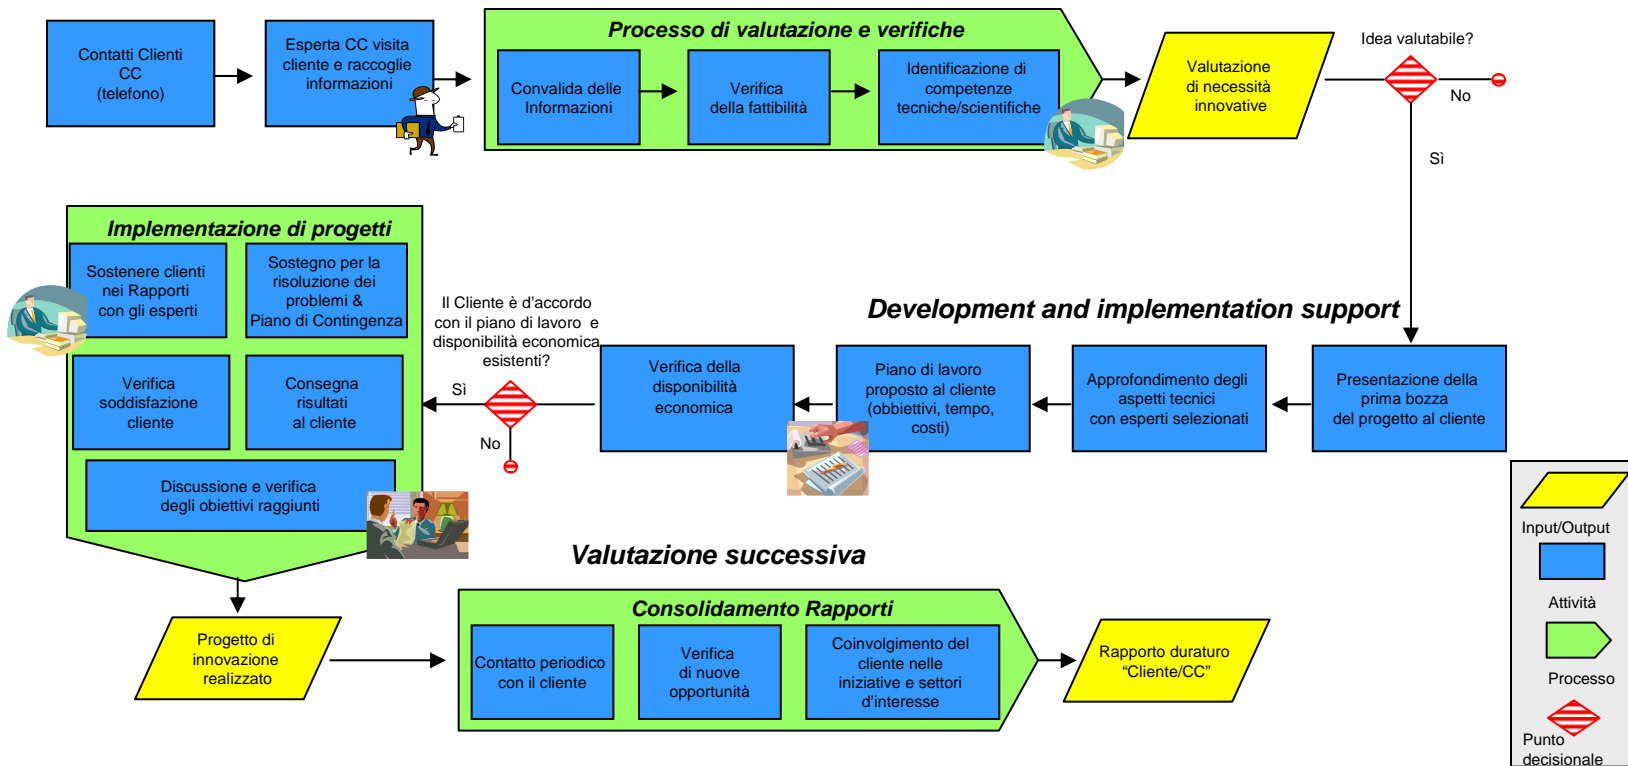 Contatti Clienti
CC
(telefono)
Esperta CC visita
cliente e raccoglie
informazioni
Processo di valutazione e verifiche
Convalida delle
Informazioni
Verifica
della fattibilità
Identificazione di
competenze
tecniche/scientifiche
Valutazione
di necessità
innovative
Idea valutabile?
No
Sì
Implementazione di progetti
Sostenere clienti
nei Rapporti
con gli esperti
Sostegno per la
risoluzione dei
problemi &
Piano di Contingenza
Verifica
soddisfazione
cliente
Consegna
risultati
al cliente
Discussione e verifica
degli obiettivi raggiunti
Il Cliente è d'accordo
con il piano di lavoro e
disponibilità economica
esistenti?
Sì
No
Development and implementation support
Verifica della
disponibilità
economica
Piano di lavoro
proposto al cliente
(obbiettivi, tempo,
costi)
Approfondimento degli
aspetti tecnici
con esperti selezionati
Presentazione della
prima bozza
del progetto al cliente
Valutazione successiva
Progetto di
innovazione
realizzato
Consolidamento Rapporti
Contatto periodico
con il cliente
Verifica
di nuove
opportunità
Coinvolgimento del
cliente nelle
iniziative e settori
d'interesse
Rapporto duraturo
“Cliente/CC”
Input/Output
Attività
Processo
Punto
decisionale